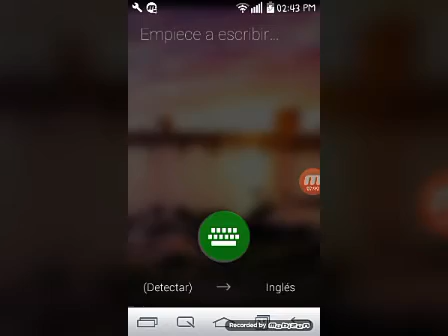 02:43 PM
Empiece a escribir...
(Detectar) → Inglés
Recorded by